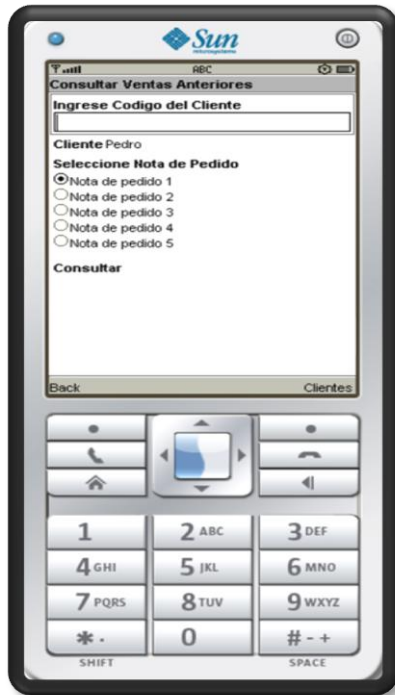 Sun
microsystems
ABC
Consultar Ventas Anteriores
Ingrese Codigo del Cliente
Cliente Pedro
Seleccione Nota de Pedido
Nota de pedido 1
Nota de pedido 2
Nota de pedido 3
Nota de pedido 4
Nota de pedido 5
Consultar
Back Clientes
1 2 ABC 3 DEF
4 GHI 5 JKL 6 MNO
7 PQRS 8 TUV 9 WXYZ
* . 0 # - +
SHIFT SPACE